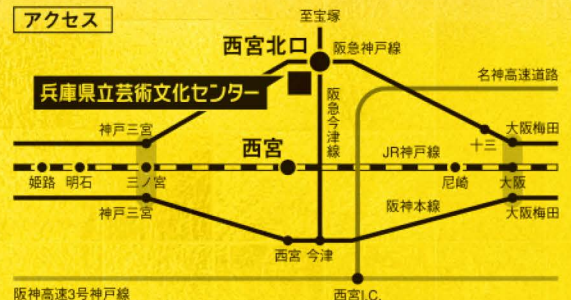 アクセス
至宝塚
西宮北口
阪急神戸線
名神高速道路
兵庫県立芸術文化センター
阪急今津線
神戸三宮
西宮
JR神戸線
十三
大阪梅田
姫路
明石
三ノ宮
尼崎
大阪
神戸三宮
阪神本線
大阪梅田
西宮
今津
阪神高速3号神戸線
西宮I.C.